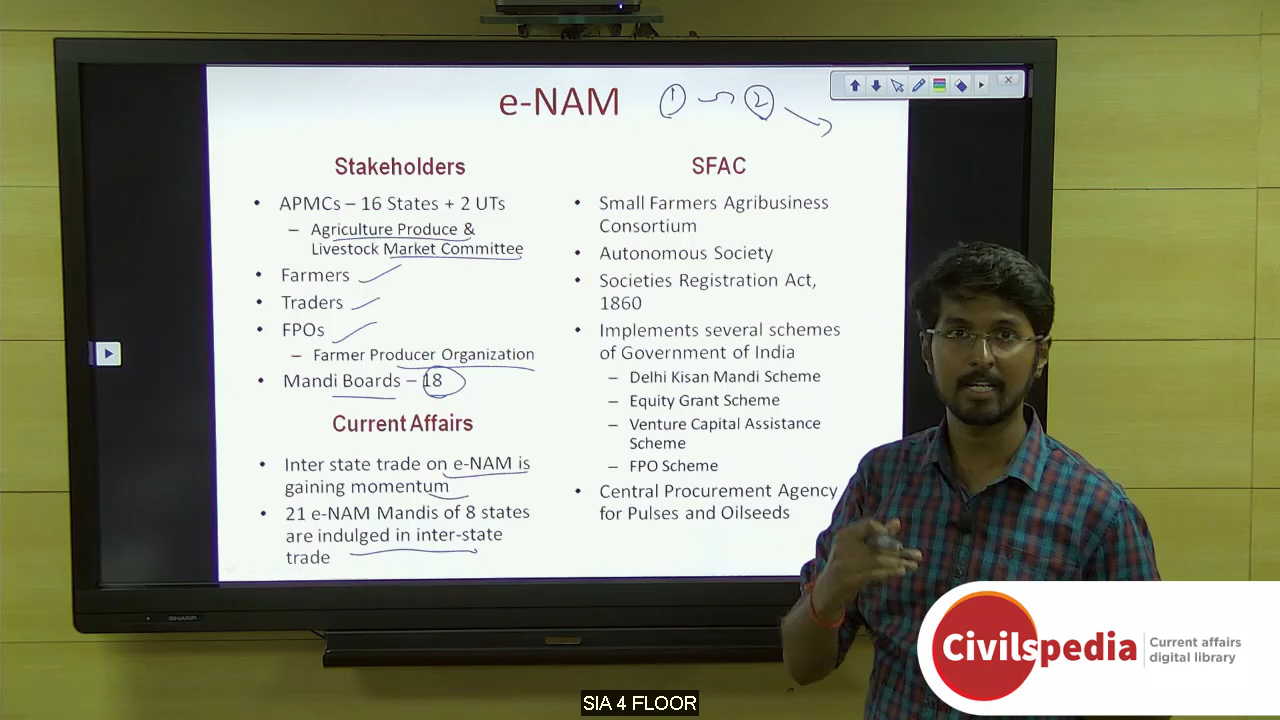 e-NAM
1
2
Stakeholders
• APMCs – 16 States + 2 UTs
– Agriculture Produce &
Livestock Market Committee
• Farmers
• Traders
• FPOs
– Farmer Producer Organization
• Mandi Boards – 18
Current Affairs
• Inter state trade on e-NAM is
gaining momentum
• 21 e-NAM Mandis of 8 states
are indulged in inter-state
trade
SFAC
• Small Farmers Agribusiness
Consortium
• Autonomous Society
• Societies Registration Act,
1860
• Implements several schemes
of Government of India
– Delhi Kisan Mandi Scheme
– Equity Grant Scheme
– Venture Capital Assistance
Scheme
– FPO Scheme
• Central Procurement Agency
for Pulses and Oilseeds
SHARP
Civilspedia
Current affairs
digital library
SIA 4 FLOOR